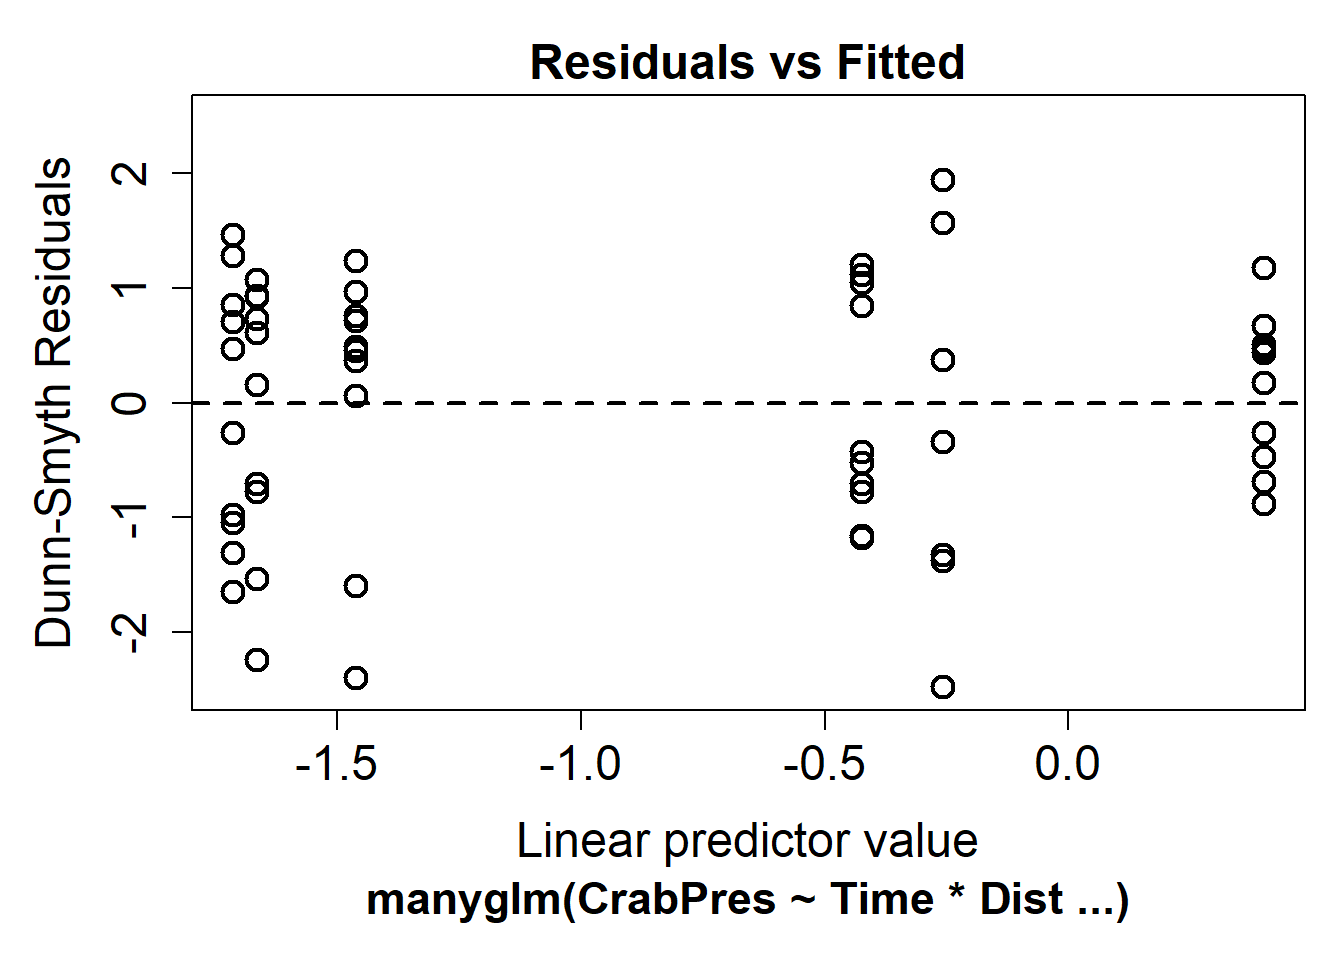 Residuals vs Fitted
Dunn-Smyth Residuals
2
1
0
-1
-2
-1.5 -1.0 -0.5 0.0
Linear predictor value
manyglm(CrabPres ~ Time * Dist ...)